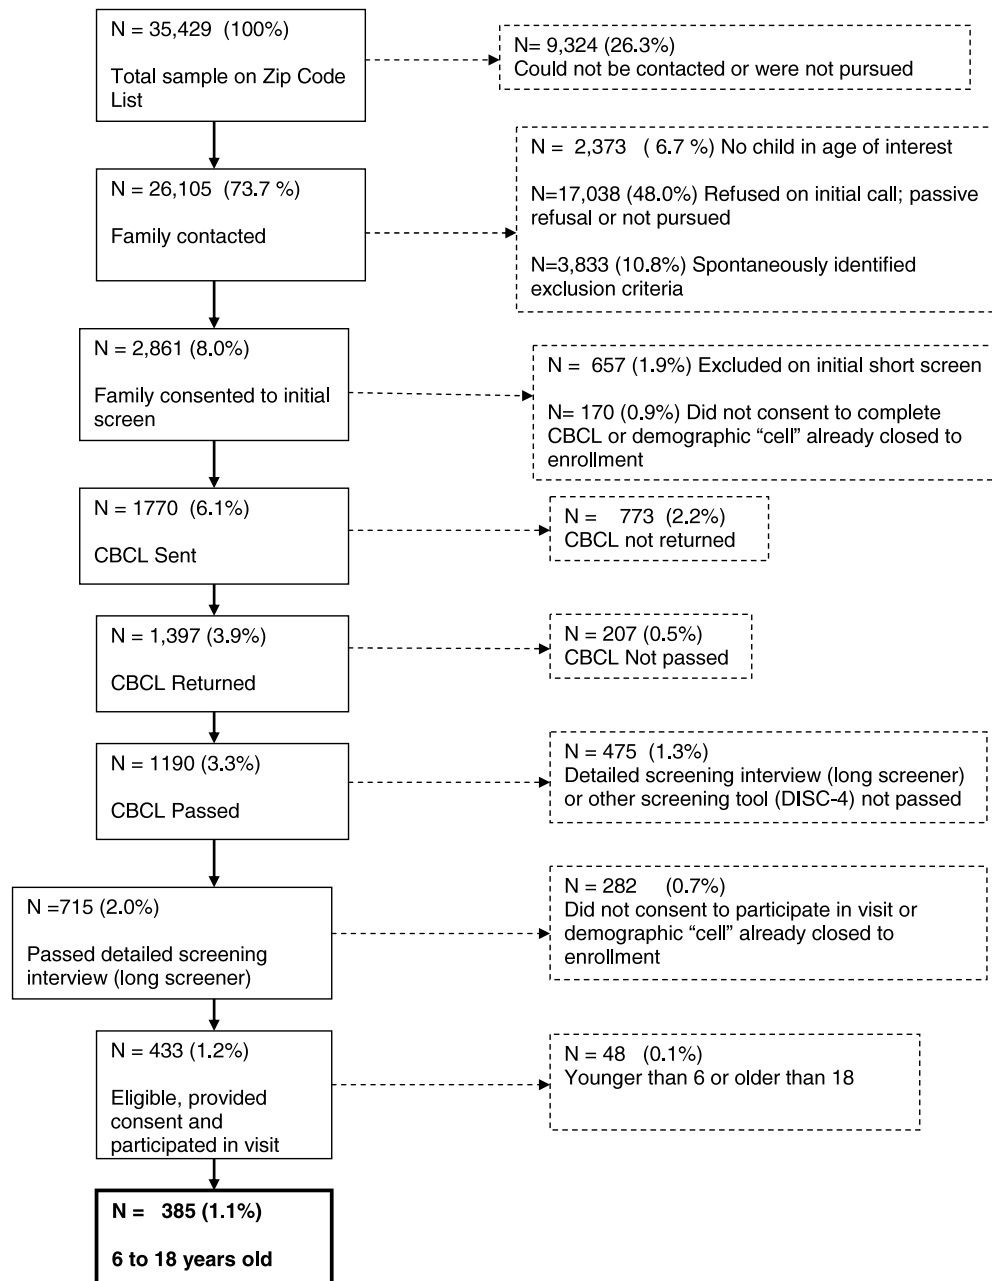 N = 35,429 (100%)
Total sample on Zip Code
List
N= 9,324 (26.3%)
Could not be contacted or were not pursued
N = 26,105 (73.7 %)
Family contacted
N = 2,373 ( 6.7 %) No child in age of interest
N=17,038 (48.0%) Refused on initial call; passive
refusal or not pursued
N=3,833 (10.8%) Spontaneously identified
exclusion criteria
N = 2,861 (8.0%)
Family consented to initial
screen
N = 657 (1.9%) Excluded on initial short screen
N= 170 (0.9%) Did not consent to complete
CBCL or demographic “cell” already closed to
enrollment
N = 1770 (6.1%)
CBCL Sent
N = 773 (2.2%)
CBCL not returned
N = 1,397 (3.9%)
CBCL Returned
N = 207 (0.5%)
CBCL Not passed
N = 1190 (3.3%)
CBCL Passed
N = 475 (1.3%)
Detailed screening interview (long screener)
or other screening tool (DISC-4) not passed
N =715 (2.0%)
Passed detailed screening
interview (long screener)
N = 282 (0.7%)
Did not consent to participate in visit or
demographic “cell” already closed to
enrollment
N = 433 (1.2%)
Eligible, provided
consent and
participated in visit
N = 48 (0.1%)
Younger than 6 or older than 18
N = 385 (1.1%)
6 to 18 years old